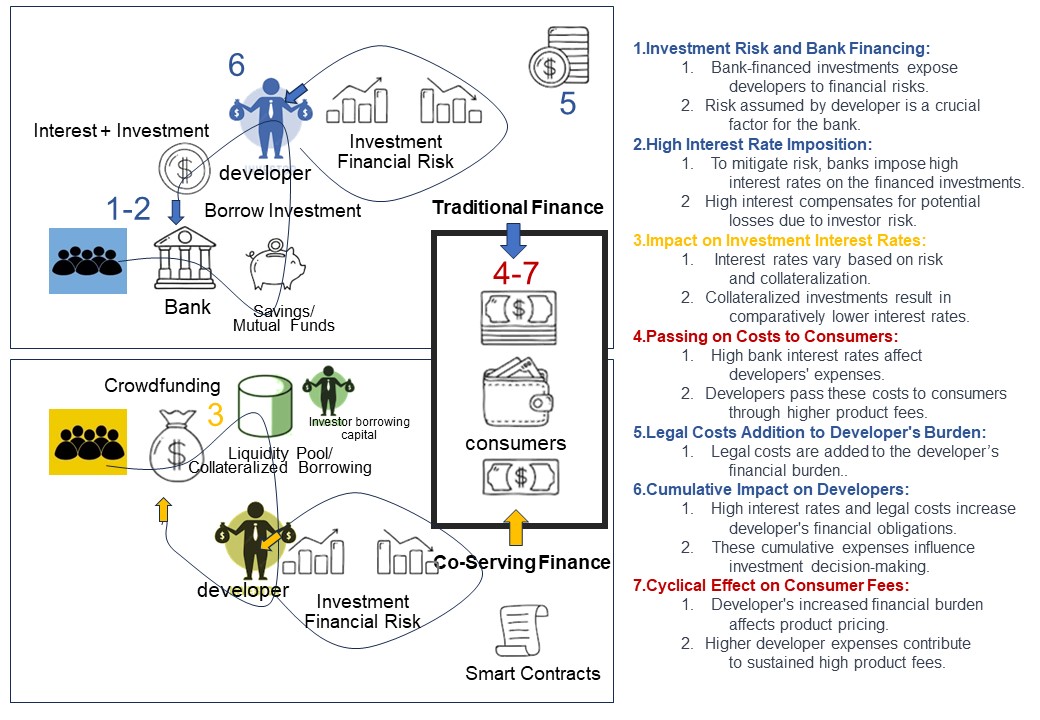 6
5
Interest + Investment
Investment
Financial Risk
developer
1-2
Borrow Investment
Bank
Savings/
Mutual Funds
Traditional Finance
4-7
consumers
Co-Serving Finance
Crowdfunding
3
Investor borrowing
capital
Liquidity Pool/
Collateralized Borrowing
developer
Investment
Financial Risk
Smart Contracts
1.Investment Risk and Bank Financing:
1. Bank-financed investments expose
developers to financial risks.
2. Risk assumed by developer is a crucial
factor for the bank.
2.High Interest Rate Imposition:
1. To mitigate risk, banks impose high
interest rates on the financed investments.
2 High interest compensates for potential
losses due to investor risk.
3.Impact on Investment Interest Rates:
1. Interest rates vary based on risk
and collateralization.
2. Collateralized investments result in
comparatively lower interest rates.
4.Passing on Costs to Consumers:
1. High bank interest rates affect
developers' expenses.
2. Developers pass these costs to consumers
through higher product fees.
5.Legal Costs Addition to Developer's Burden:
1. Legal costs are added to the developer’s
financial burden..
6.Cumulative Impact on Developers:
1. High interest rates and legal costs increase
developer's financial obligations.
2. These cumulative expenses influence
investment decision-making.
7.Cyclical Effect on Consumer Fees:
1. Developer's increased financial burden
affects product pricing.
2. Higher developer expenses contribute
to sustained high product fees.